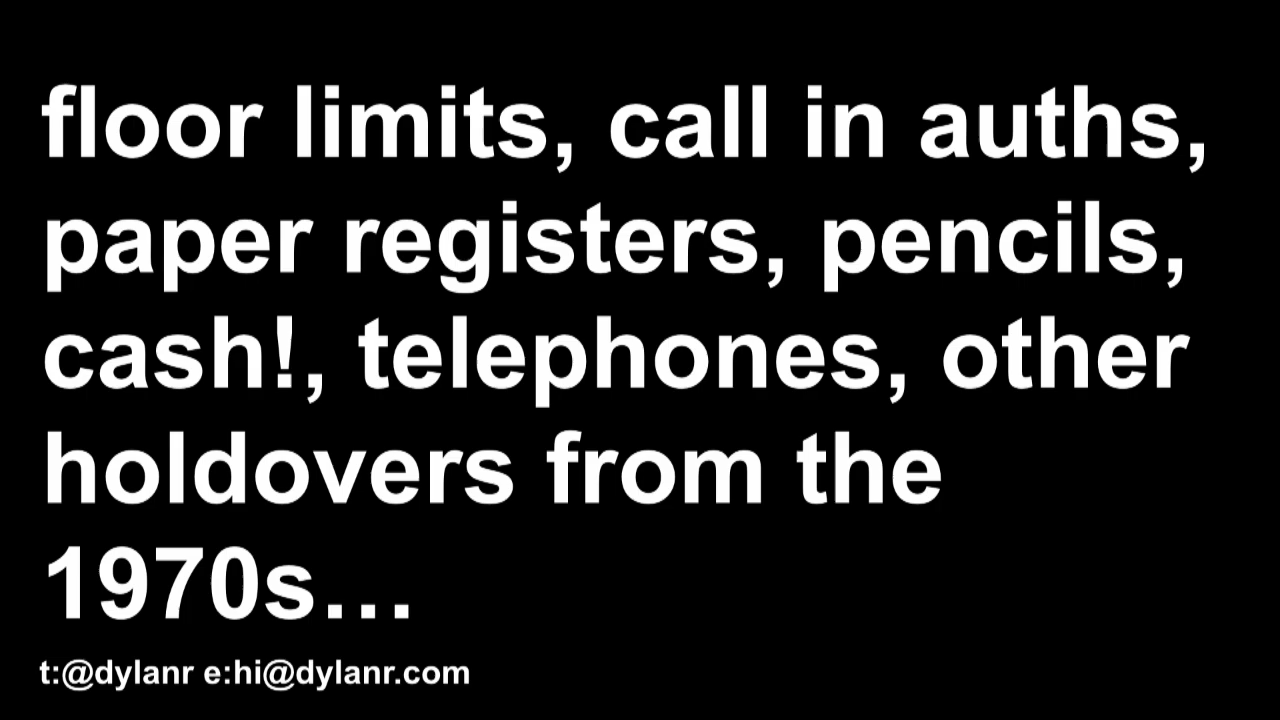 floor limits, call in auths,
paper registers, pencils,
cash!, telephones, other
holdovers from the
1970s…
t:@dylanr e:hi@dylanr.com